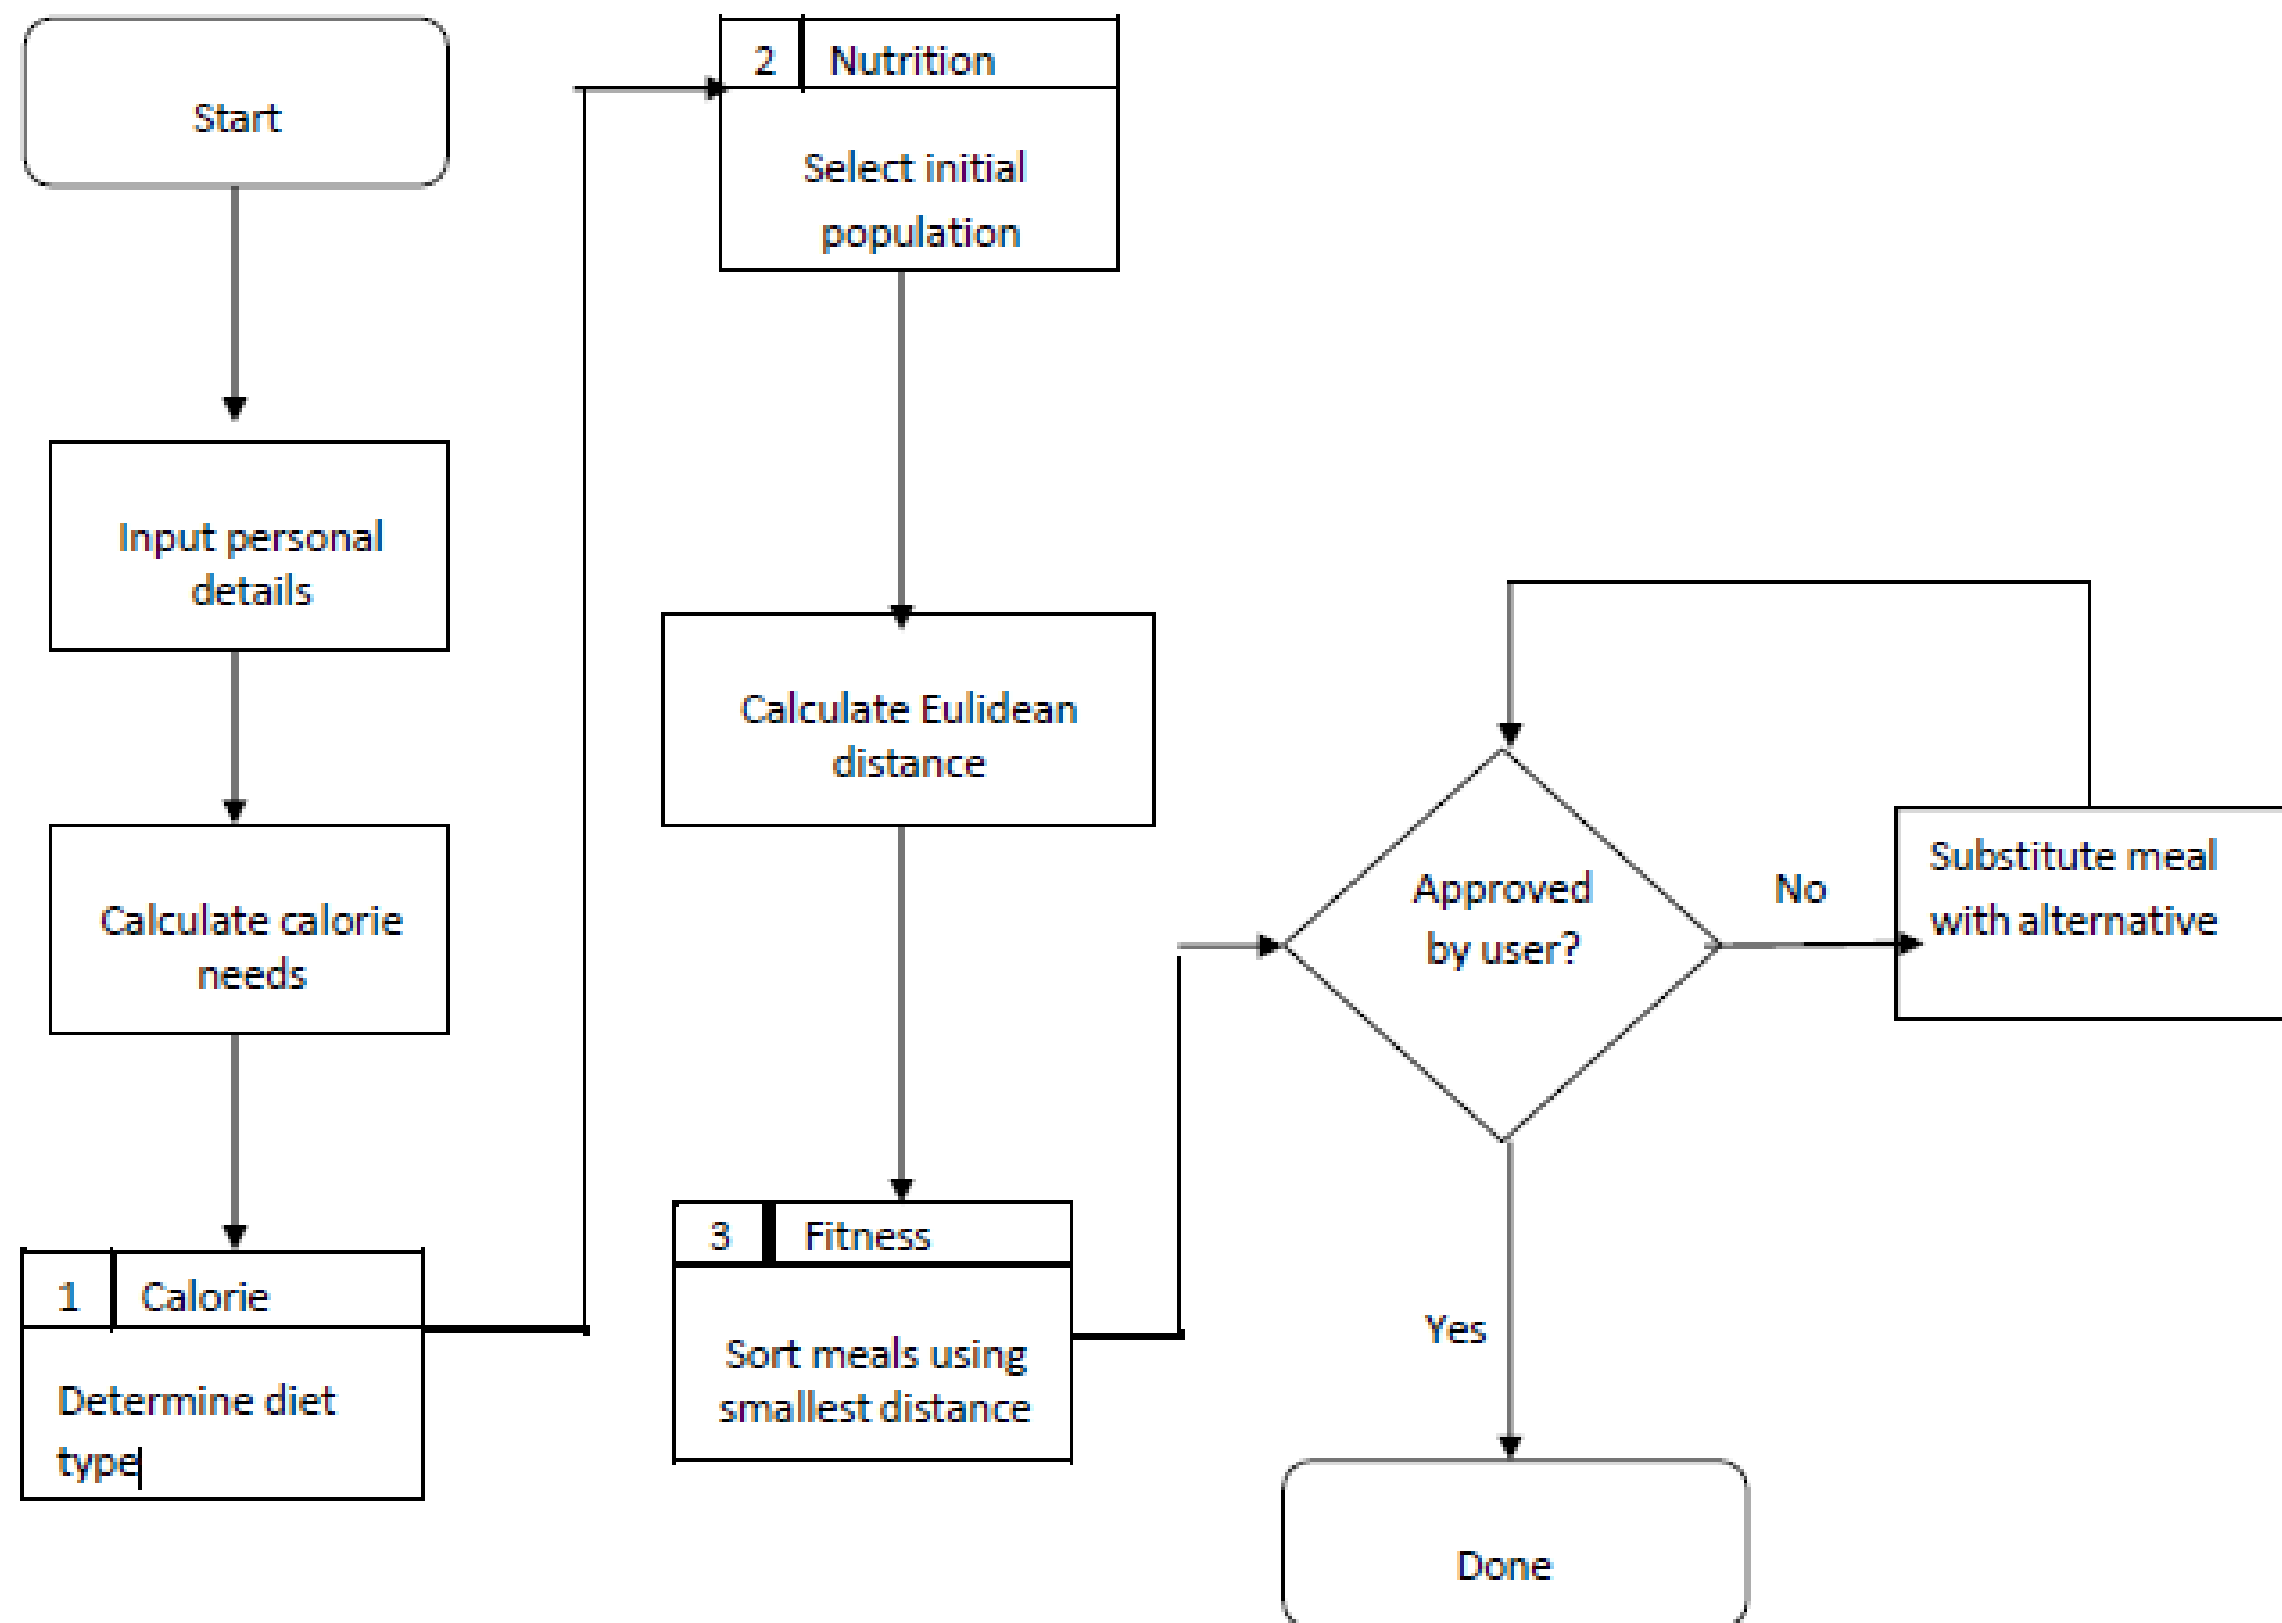 Start
Input personal
details
Calculate calorie
needs
1 Calorie
Determine diet
type
2 Nutrition
Select initial
population
Calculate Eulidean
distance
3 Fitness
Sort meals using
smallest distance
Approved
by user?
No
Substitute meal
with alternative
Yes
Done